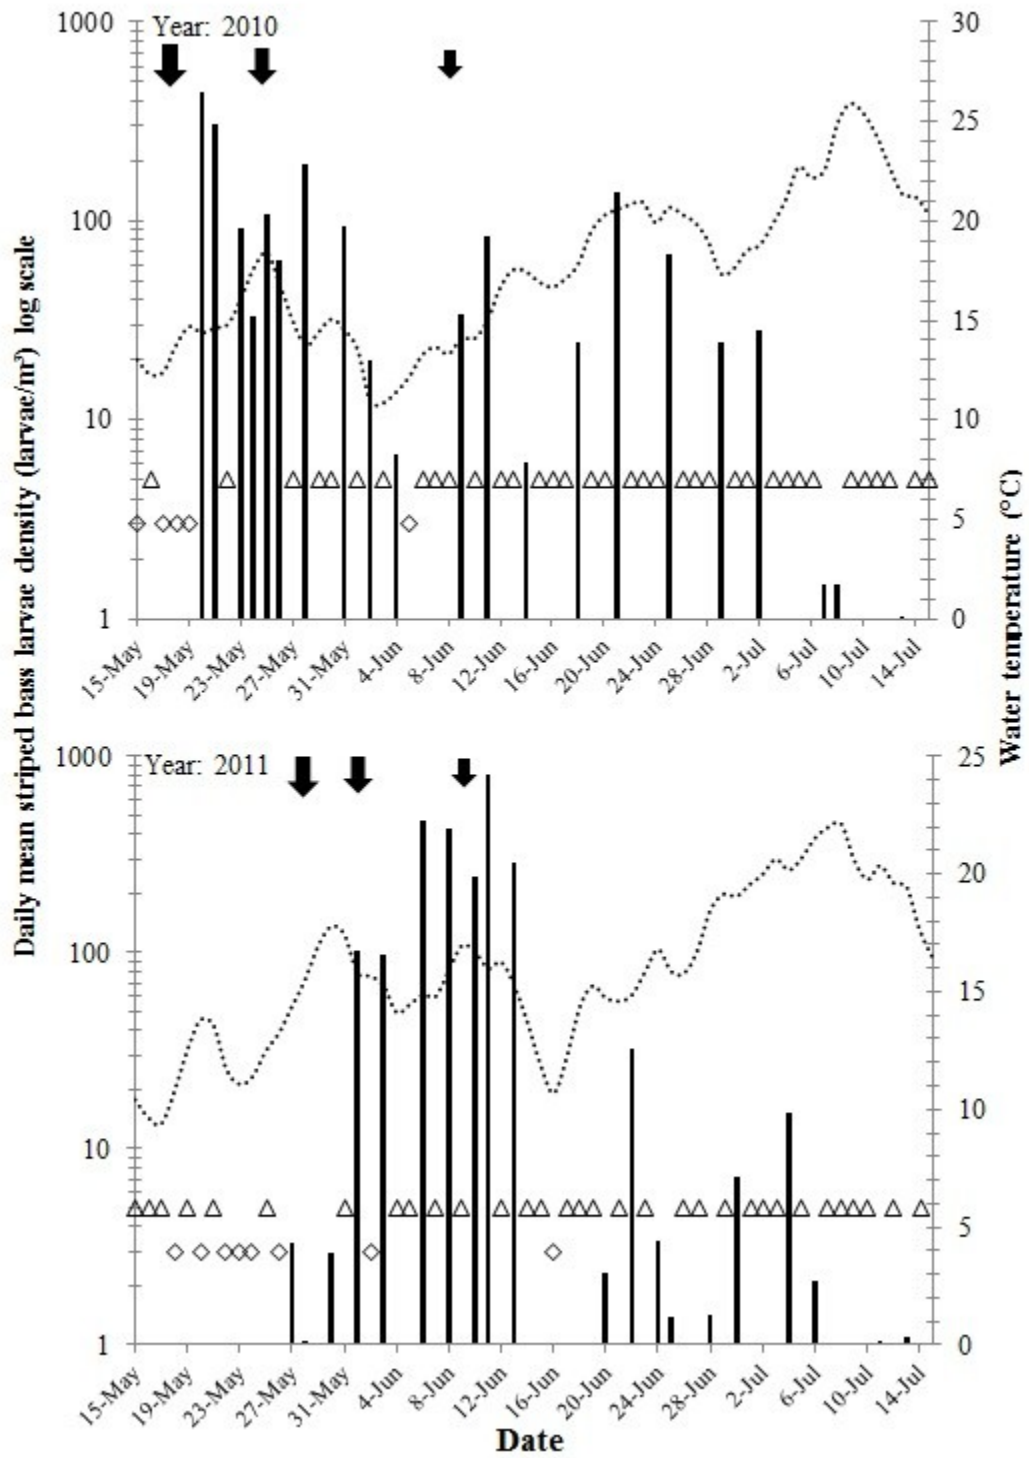 Year: 2010
1000
100
10
1
30
25
20
15
10
5
0
15-May
19-May
23-May
27-May
31-May
4-Jun
8-Jun
12-Jun
16-Jun
20-Jun
24-Jun
28-Jun
2-Jul
6-Jul
10-Jul
14-Jul
Daily mean striped bass larvae density (larvae/m³) log scale
Water temperature (°C)
Year: 2011
1000
100
10
1
25
20
15
10
5
0
15-May
19-May
23-May
27-May
31-May
4-Jun
8-Jun
12-Jun
16-Jun
20-Jun
24-Jun
28-Jun
2-Jul
6-Jul
10-Jul
14-Jul
Date